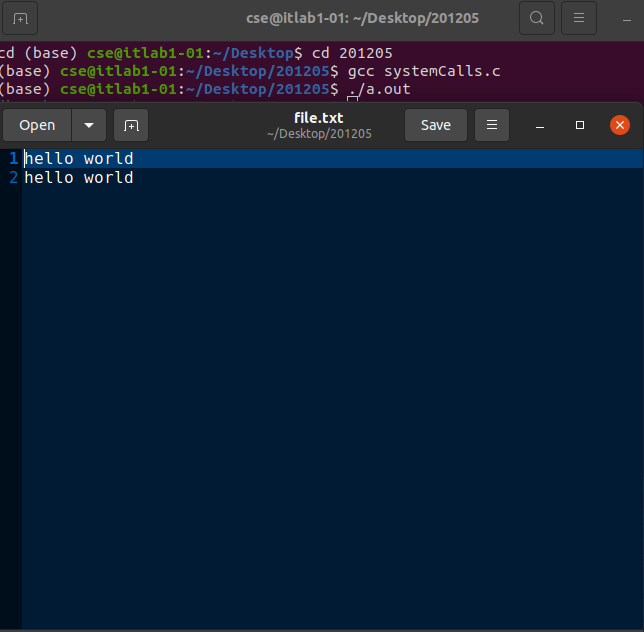 cse@itlab1-01: ~/Desktop/201205
cd (base) cse@itlab1-01:~/Desktop$ cd 201205
(base) cse@itlab1-01:~/Desktop/201205$ gcc systemCalls.c
(base) cse@itlab1-01:~/Desktop/201205$ ./a.out
Open
file.txt
~/Desktop/201205
Save
1 hello world
2 hello world